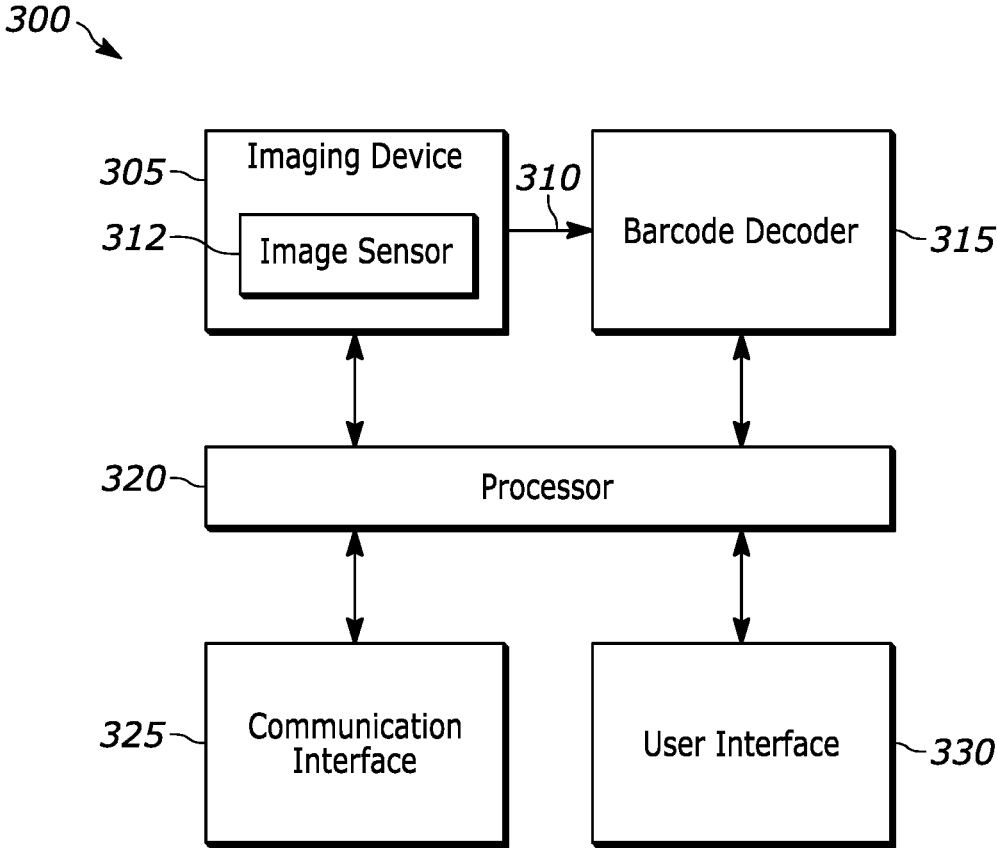 300
305
Imaging Device
310
312
Image Sensor
Barcode Decoder
315
320
Processor
325
Communication
Interface
User Interface
330